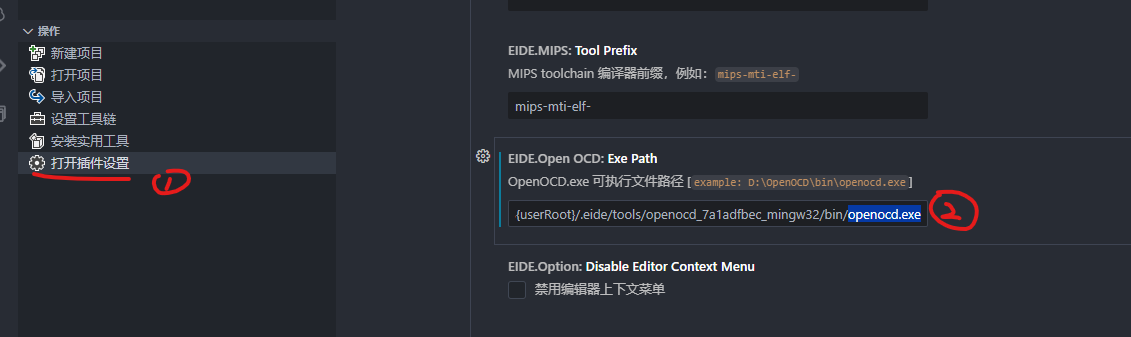 操作
新建项目
打开项目
导入项目
设置工具链
安装实用工具
打开插件设置
1
EIDE.MIPS: Tool Prefix
MIPS toolchain 编译器前缀，例如： mips-mti-elf-
mips-mti-elf-
EIDE.Open OCD: Exe Path
OpenOCD.exe 可执行文件路径 [example: D:\OpenOCD\bin\openocd.exe]
{userRoot}/.eide/tools/openocd_7a1adfbec_mingw32/bin/openocd.exe
2
EIDE.Option: Disable Editor Context Menu
禁用编辑器上下文菜单